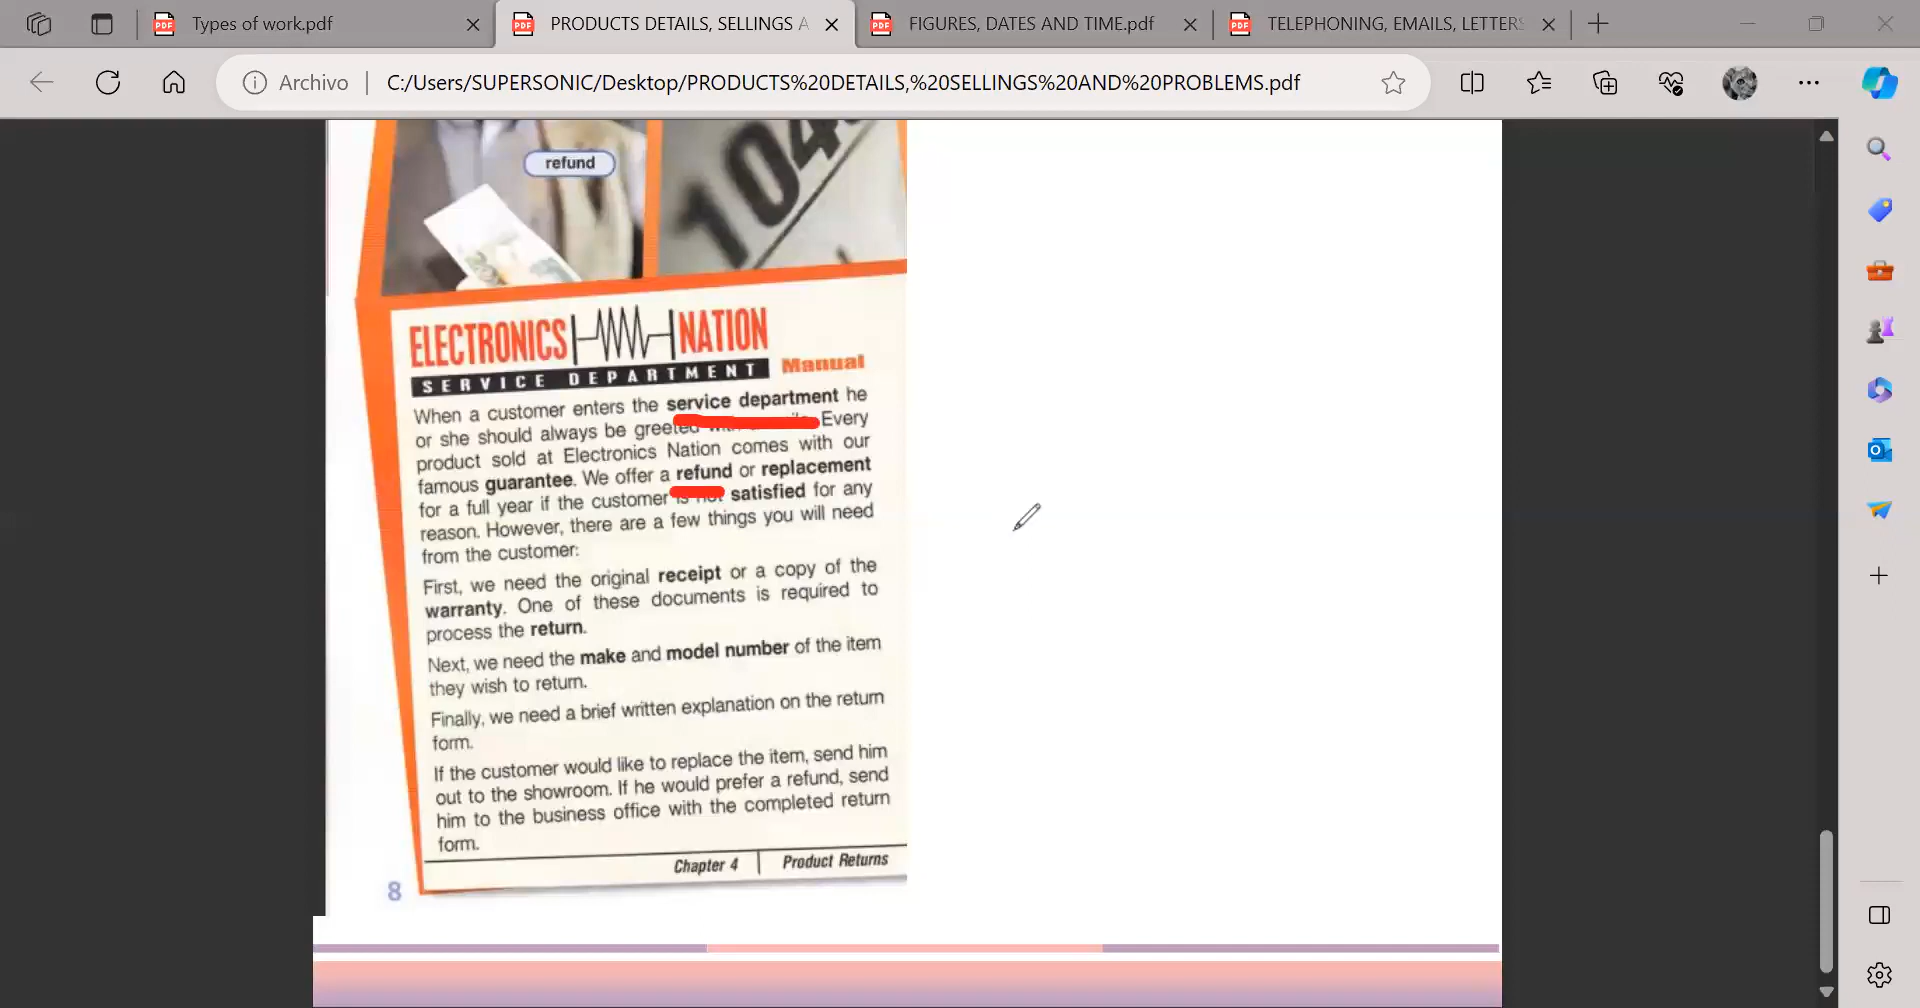 Types of work.pdf
PRODUCTS DETAILS, SELLINGS A
FIGURES, DATES AND TIME.pdf
TELEPHONING, EMAILS, LETTERS
Archivo
C:/Users/SUPERSONIC/Desktop/PRODUCTS%20DETAILS,%20SELLINGS%20AND%20PROBLEMS.pdf
refund
104
ELECTRONICS NATION
SERVICE DEPARTMENT Manual
When a customer enters the service department he
or she should always be greeted Every
product sold at Electronics Nation comes with our
famous guarantee. We offer a refund or replacement
for a full year if the customer is not satisfied for any
reason. However, there are a few things you will need
from the customer:
First, we need the original receipt or a copy of the
warranty. One of these documents is required to
process the return.
Next, we need the make and model number of the item
they wish to return.
Finally, we need a brief written explanation on the return
form.
If the customer would like to replace the item, send him
out to the showroom. If he would prefer a refund, send
him to the business office with the completed return
form.
Chapter 4 | Product Returns
8